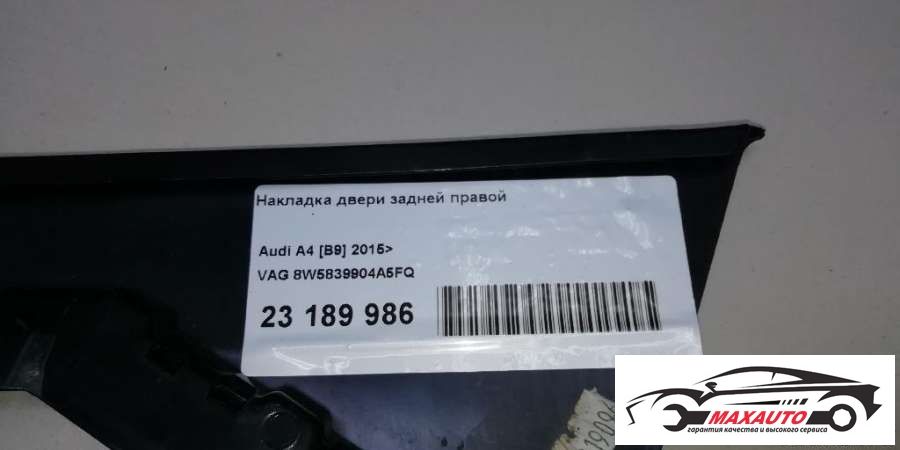 Накладка двери задней правой
Audi A4 [B9] 2015>
VAG 8W5839904A5FQ
23 189 986
MAXAUTO
гарантия качества и высокого сервиса